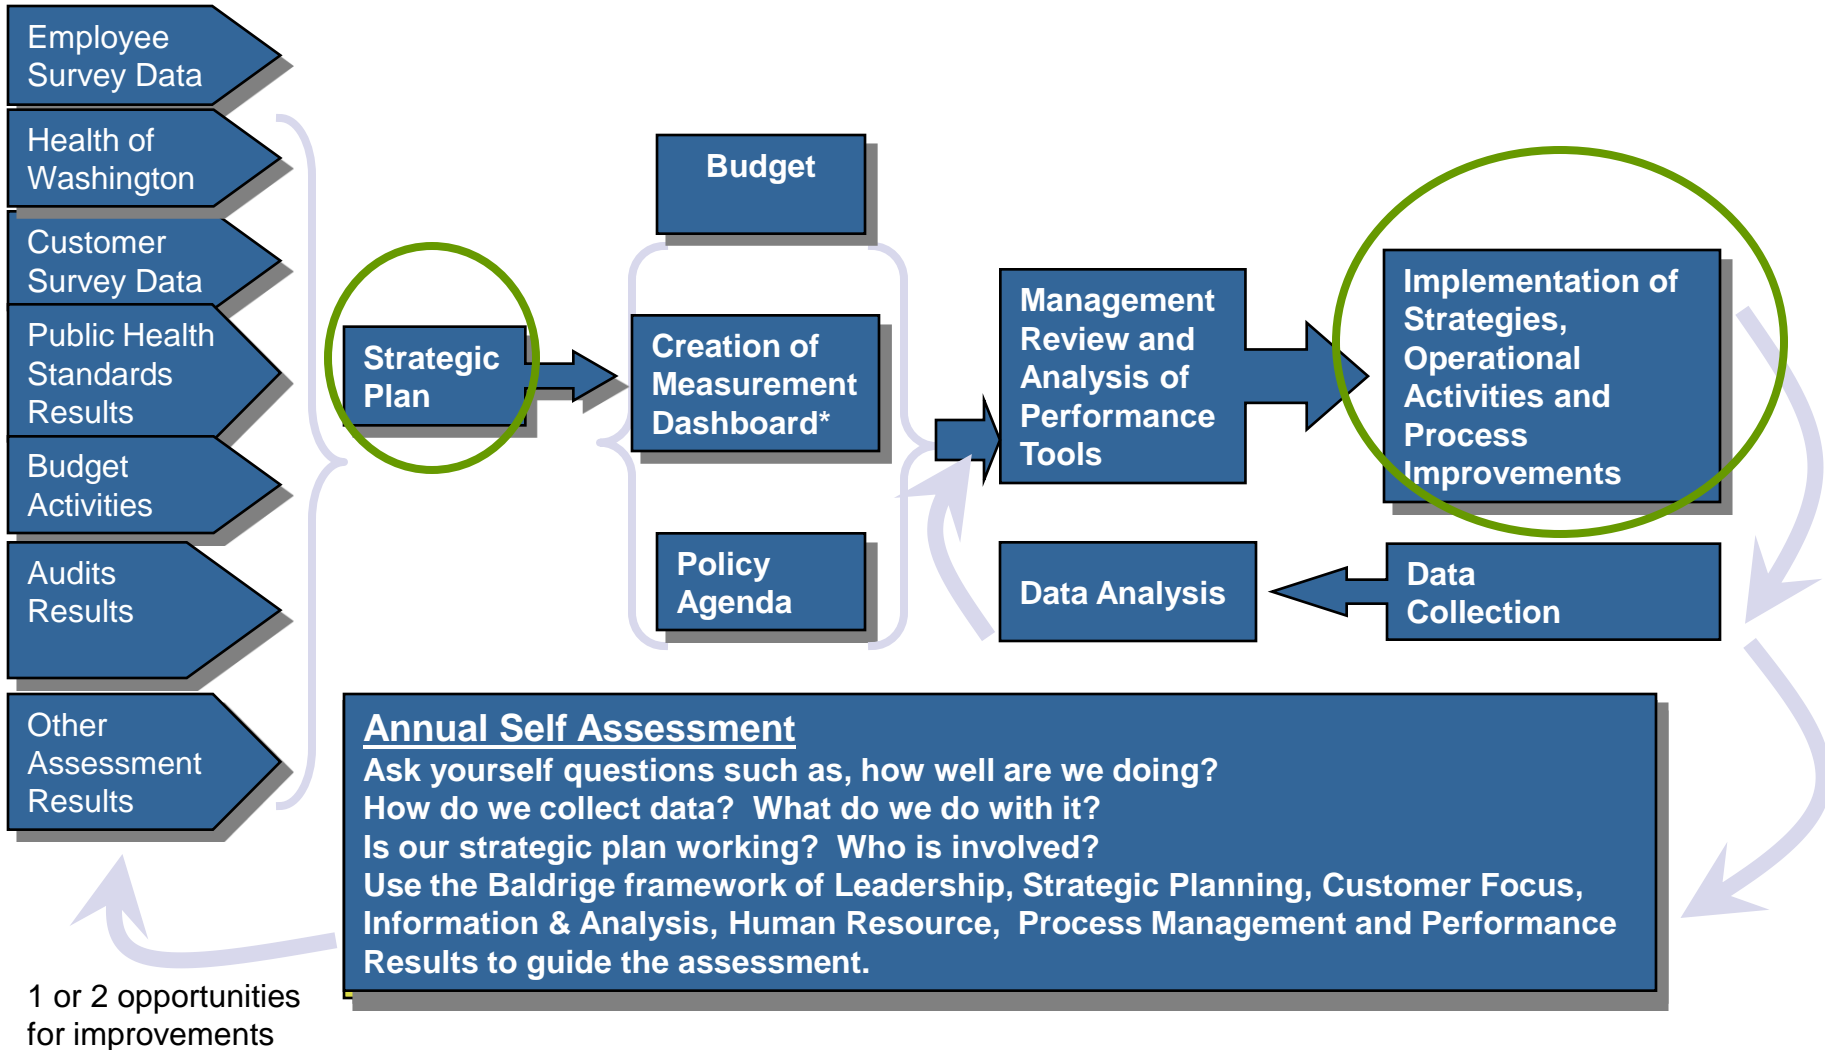 Employee
Survey Data
Health of
Washington
Customer
Survey Data
Public Health
Standards
Results
Budget
Activities
Audits
Results
Other
Assessment
Results
1 or 2 opportunities
for improvements
Strategic
Plan
Budget
Creation of
Measurement
Dashboard*
Policy
Agenda
Management
Review and
Analysis of
Performance
Tools
Implementation of
Strategies,
Operational
Activities and
Process
Improvements
Data Analysis
Data
Collection
Annual Self Assessment
Ask yourself questions such as, how well are we doing?
How do we collect data?  What do we do with it?
Is our strategic plan working?  Who is involved?
Use the Baldrige framework of Leadership, Strategic Planning, Customer Focus,
Information & Analysis, Human Resource,  Process Management and Performance
Results to guide the assessment.